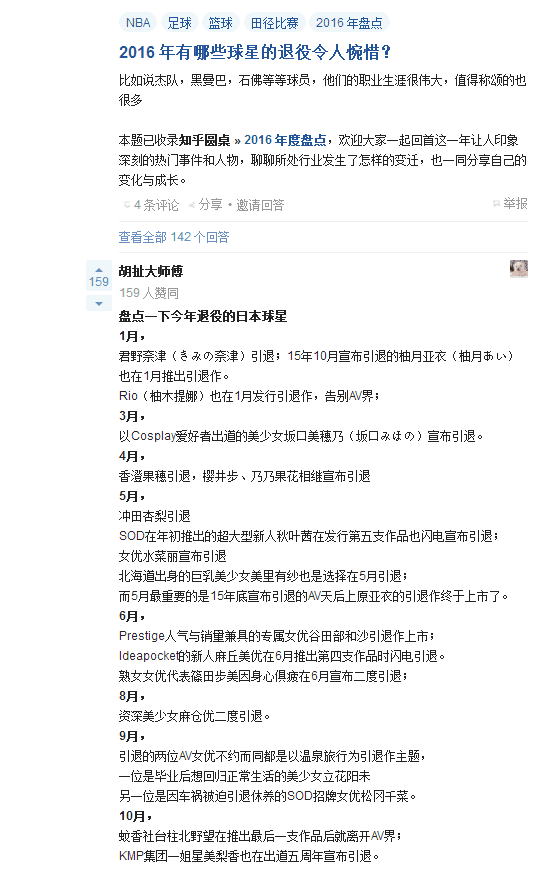 NBA 足球 篮球 田径比赛 2016 年盘点
2016 年有哪些球星的退役令人惋惜？
比如说杰队，黑曼巴，石佛等等球员，他们的职业生涯很伟大，值得称颂的也
很多
本题已收录知乎圆桌 » 2016 年度盘点，欢迎大家一起回首这一年让人印象
深刻的热门事件和人物，聊聊所处行业发生了怎样的变迁，也一同分享自己的
变化与成长。
4 条评论 分享 • 邀请回答 举报
查看全部 142 个回答
159
胡扯大师傅
159 人赞同
盘点一下今年退役的日本球星
1月，
君野奈津（きみの奈津）引退；15年10月宣布引退的柚月亚衣（柚月あい）
也在1月推出引退作。
Rio（柚木提娜）也在1月发行引退作，告别AV界；
3月，
以Cosplay爱好者出道的美少女坂口美穗乃（坂口みほの）宣布引退。
4月，
香澄果穗引退，樱井步、乃乃果花相继宣布引退
5月，
冲田杏梨引退
SOD在年初推出的超大型新人秋叶茜在发行第五支作品也闪电宣布引退；
女优水菜丽宣布引退
北海道出身的巨乳美少女美里有纱也是选择在5月引退；
而5月最重要的是15年底宣布引退的AV天后上原亚衣的引退作终于上市了。
6月，
Prestige人气与销量兼具的专属女优谷田部和沙引退作上市；
Ideapocket的新人麻丘美优在6月推出第四支作品时闪电引退。
熟女女优代表篠田步美因身心俱疲在6月宣布二度引退；
8月，
资深美少女麻仓优二度引退。
9月，
引退的两位AV女优不约而同都是以温泉旅行为引退作主题，
一位是毕业后想回归正常生活的美少女立花阳未
另一位是因车祸被迫引退休养的SOD招牌女优松冈千菜。
10月，
蚊香社台柱北野望在推出最后一支作品后就离开AV界；
KMP集团一姐星美梨香也在出道五周年宣布引退。